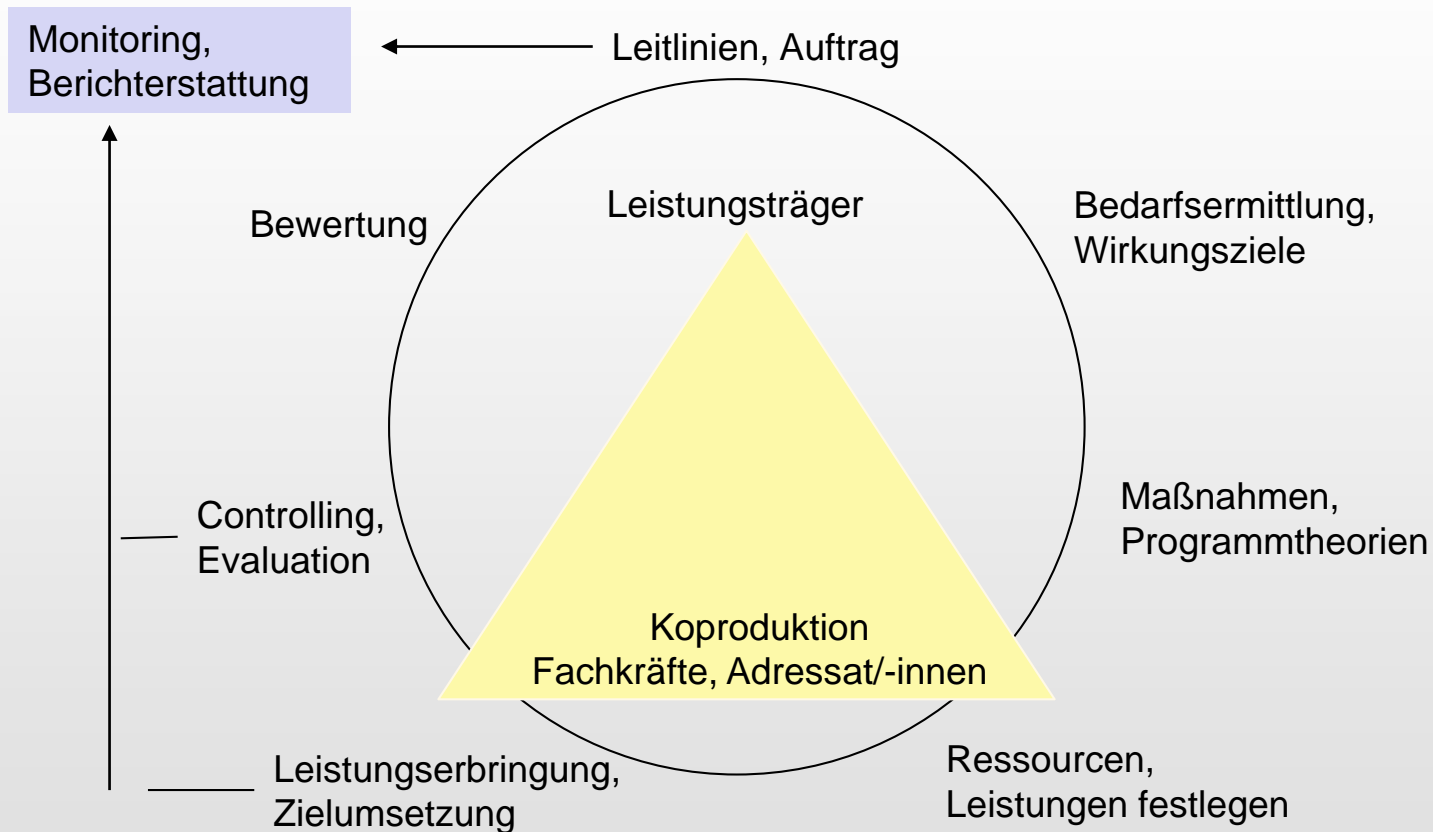 Monitoring,
Berichterstattung
Leitlinien, Auftrag
Leistungsträger
Bewertung
Bedarfsermittlung,
Wirkungsziele
Controlling,
Evaluation
Maßnahmen,
Programmtheorien
Koproduktion
Fachkräfte, Adressat/-innen
Leistungserbringung,
Zielumsetzung
Ressourcen,
Leistungen festlegen